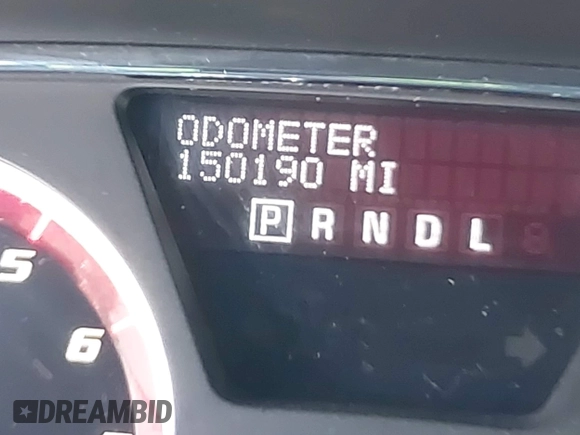 ODOMETER
150190 MI
P R N D L
5
6
DREAMBID